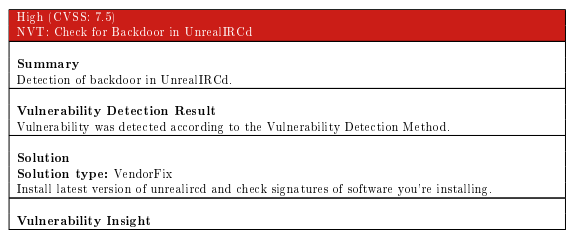 High (CVSS: 7.5)
NVT: Check for Backdoor in UnrealIRCd
Summary
Detection of backdoor in UnrealIRCd.
Vulnerability Detection Result
Vulnerability was detected according to the Vulnerability Detection Method.
Solution
Solution type: VendorFix
Install latest version of unrealircd and check signatures of software you're installing.
Vulnerability Insight